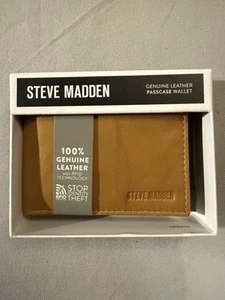 STEVE MADDEN
GENUINE LEATHER
PASSCASE WALLET
100%
GENUINE
LEATHER
with RFID
TECHNOLOGY
STOP
IDENTITY
THEFT
STEVE MADDEN